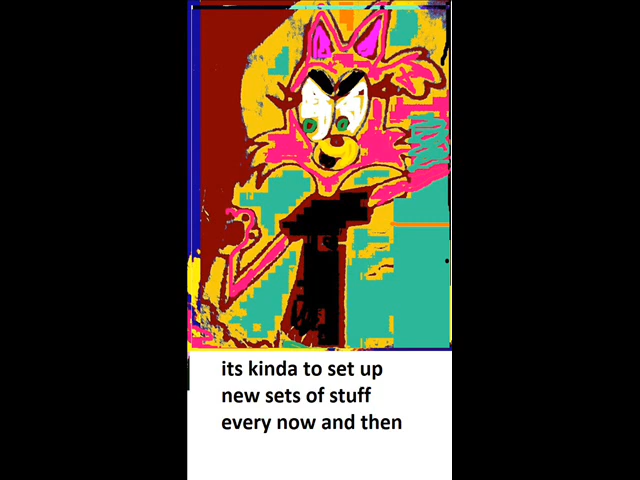 its kinda to set up
new sets of stuff
every now and then